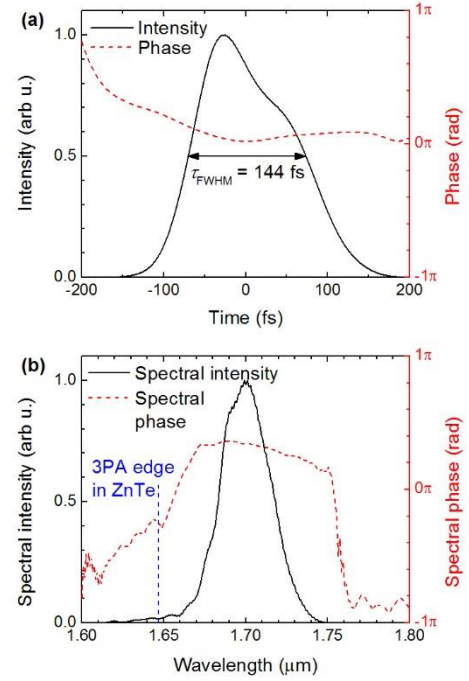 (a)
Intensity
Phase
τFWHM = 144 fs
Intensity (arb u.)
1.0
0.5
0.0
Phase (rad)
1π
0π
-1π
-200 -100 0 100 200
Time (fs)
(b)
Spectral intensity
Spectral
phase
3PA edge
in ZnTe
Spectral intensity (arb u.)
1.0
0.5
0.0
Spectral phase (rad)
1π
0π
-1π
1.60 1.65 1.70 1.75 1.80
Wavelength (μm)